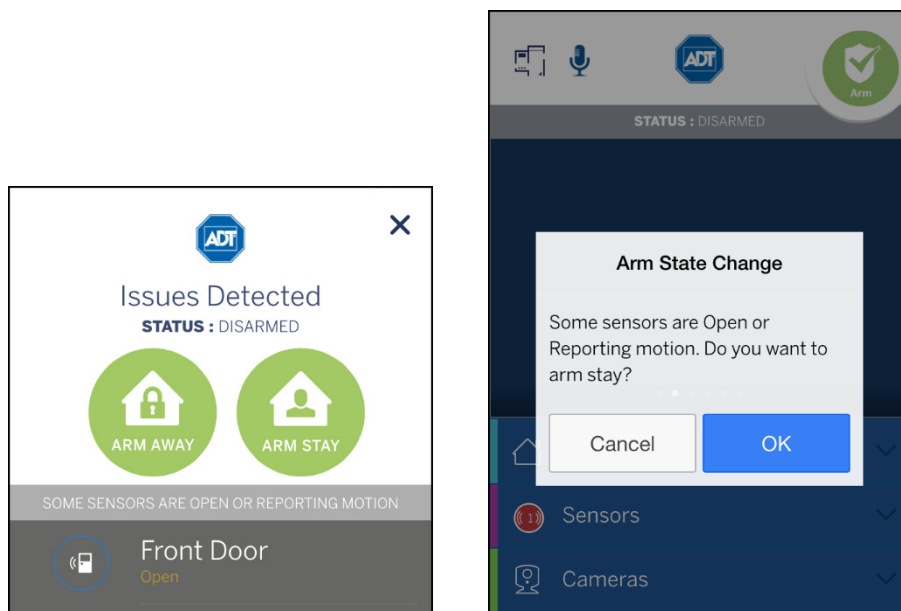 ADT
Issues Detected
STATUS : DISARMED
ARM AWAY
ARM STAY
SOME SENSORS ARE OPEN OR REPORTING MOTION
Front Door
Open
ADT
Arm
STATUS : DISARMED
Arm State Change
Some sensors are Open or
Reporting motion. Do you want to
arm stay?
Cancel
OK
1
Sensors
Cameras